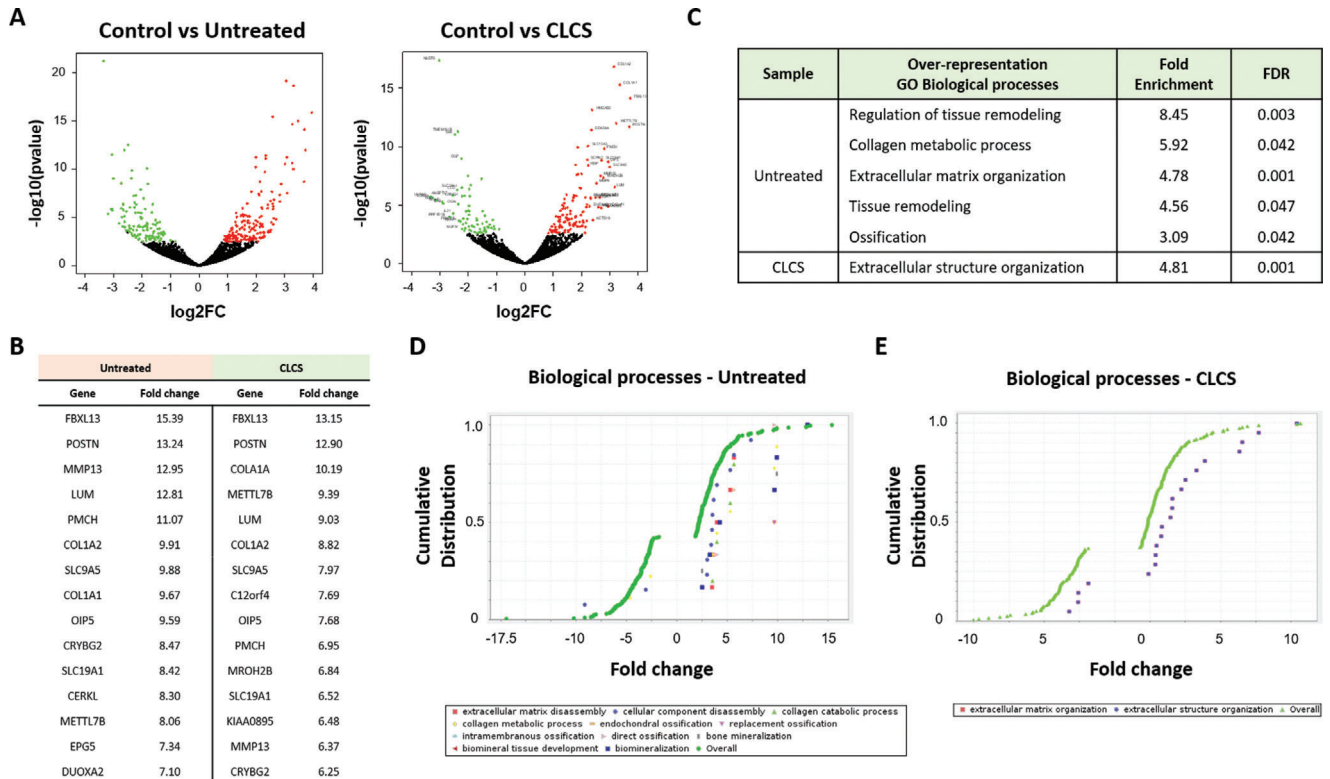 A
Control vs Untreated
Control vs CLCS
-log10(pvalue)
20
15
10
5
0
-4 -3 -2 -1 0 1 2 3 4
log2FC
-log10(pvalue)
15
10
5
0
-4 -3 -2 -1 0 1 2 3 4
log2FC
COL1A2
LUM
C
Sample Over-representation GO Biological processes Fold Enrichment FDR
Untreated
Regulation of tissue remodeling 8.45 0.003
Collagen metabolic process 5.92 0.042
Extracellular matrix organization 4.78 0.001
Tissue remodeling 4.56 0.047
Ossification 3.09 0.042
CLCS Extracellular structure organization 4.81 0.001
B
Untreated CLCS
Gene Fold change Gene Fold change
FBXL13 15.39 FBXL13 13.15
POSTN 13.24 POSTN 12.90
MMP13 12.95 COLA1A 10.19
LUM 12.81 METTL7B 9.39
PMCH 11.07 LUM 9.03
COL1A2 9.91 COL1A2 8.82
SLC9A5 9.88 SLC9A5 7.97
COL1A1 9.67 C12orf4 7.69
OIP5 9.59 OIP5 7.68
CRYBG2 8.47 PMCH 6.95
SLC19A1 8.42 MROH2B 6.84
CERKL 8.30 SLC19A1 6.52
METTL7B 8.06 KIAA0895 6.48
EPG5 7.34 MMP13 6.37
DUOXA2 7.10 CRYBG2 6.25
D
Biological processes - Untreated
Cumulative
Distribution
1.0
0.5
0
-17.5 -10 -5 0 5 10 15
Fold change
extracellular matrix disassembly cellular component disassembly collagen catabolic process
collagen metabolic process endochondral ossification replacement ossification
intramembranous ossification direct ossification bone mineralization
biomineral tissue development biomineralization Overall
E
Biological processes - CLCS
Cumulative
Distribution
1.0
0.5
0
-10 5 0 5 10
Fold change
extracellular matrix organization extracellular structure organization Overall